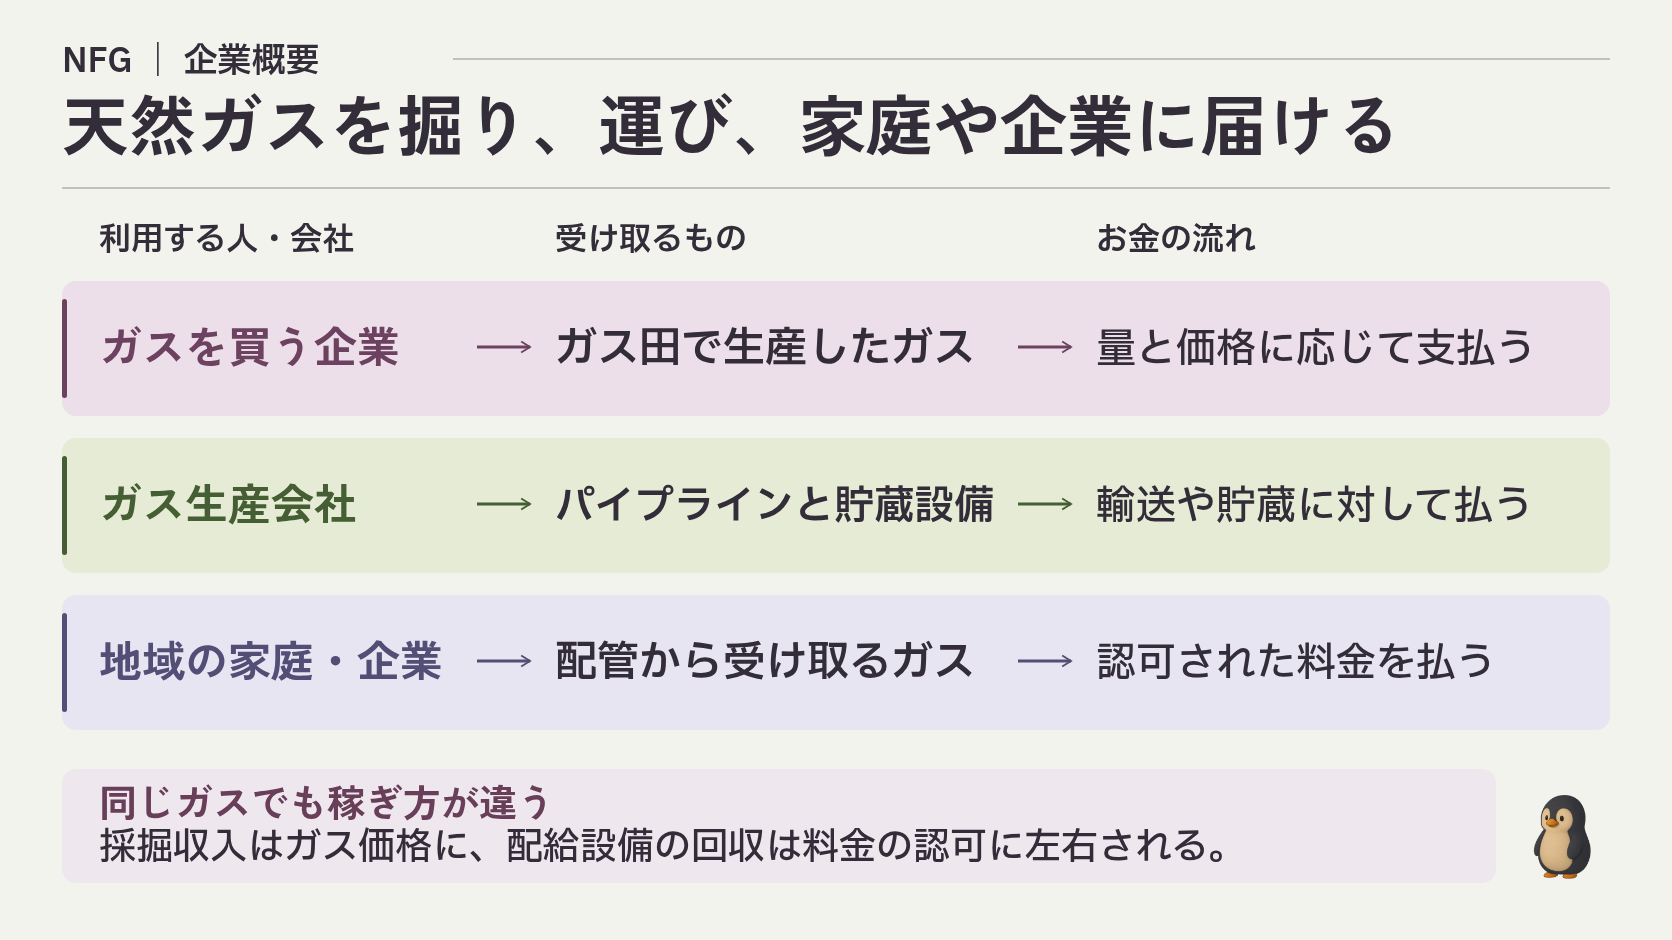 NFG｜企業概要
天然ガスを掘り、運び、家庭や企業に届ける
利用する人・会社 受け取るもの お金の流れ
ガスを買う企業 → ガス田で生産したガス → 量と価格に応じて支払う
ガス生産会社 → パイプラインと貯蔵設備 → 輸送や貯蔵に対して払う
地域の家庭・企業 → 配管から受け取るガス → 認可された料金を払う
同じガスでも稼ぎ方が違う
採掘収入はガス価格に、配給設備の回収は料金の認可に左右される。